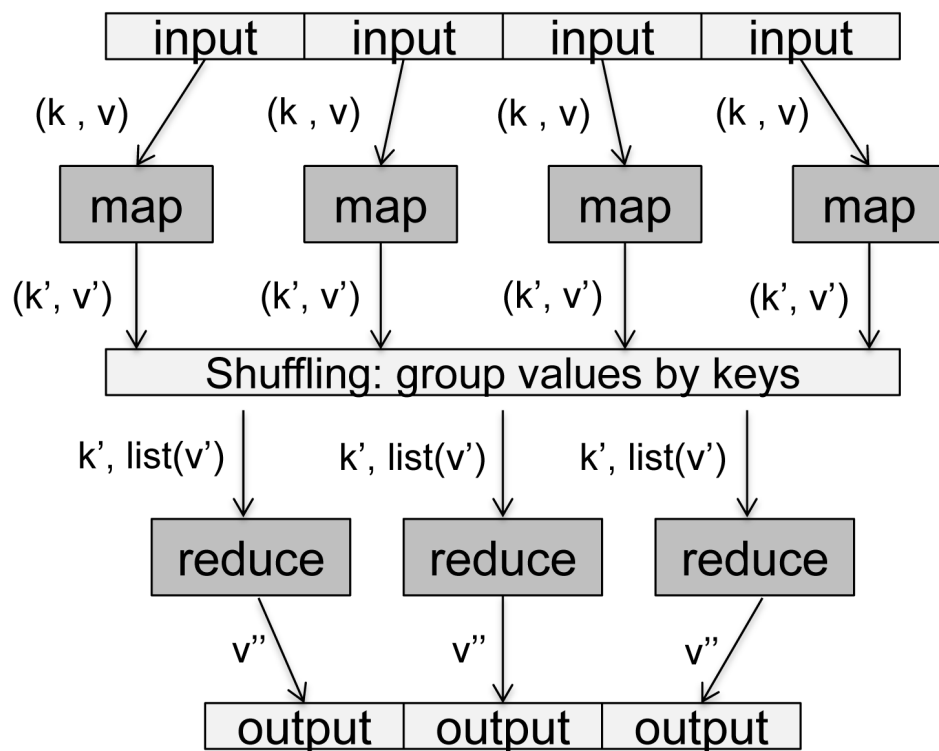 input input input input
(k , v) (k , v) (k , v) (k , v)
map map map map
(k’, v’) (k’, v’) (k’, v’) (k’, v’)
Shuffling: group values by keys
k’, list(v’) k’, list(v’) k’, list(v’)
reduce reduce reduce
v’’ v’’ v’’
output output output